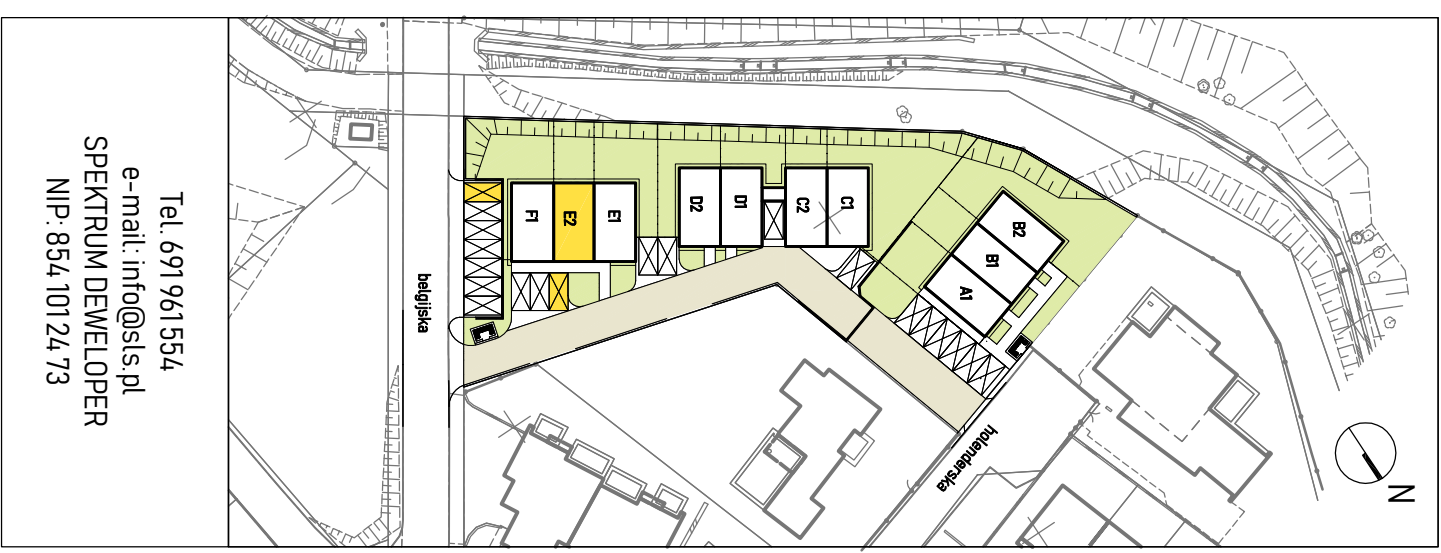 Tel. 691 961 554
e-mail: info@sls.pl
SPEKTRUM DEWELOPER
NIP: 854 101 24 73
belgijska
F1
E2
E1
D2
D1
C2
C1
B2
B1
A1
holenderska
N